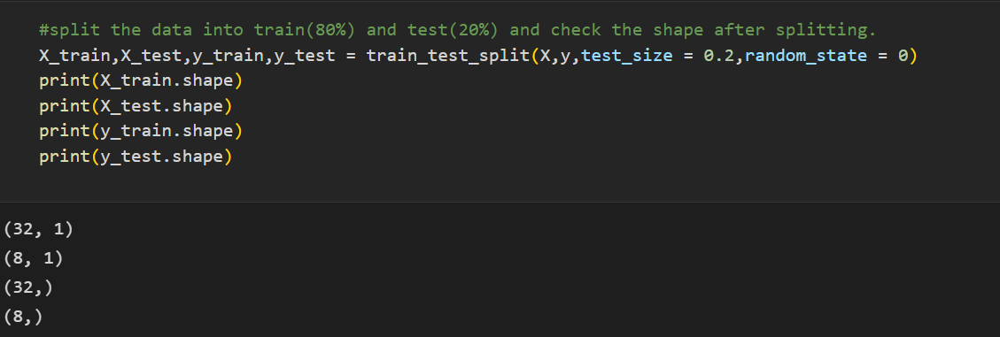 #split the data into train(80%) and test(20%) and check the shape after splitting.
X_train,X_test,y_train,y_test = train_test_split(X,y,test_size = 0.2,random_state = 0)
print(X_train.shape)
print(X_test.shape)
print(y_train.shape)
print(y_test.shape)
(32, 1)
(8, 1)
(32,)
(8,)